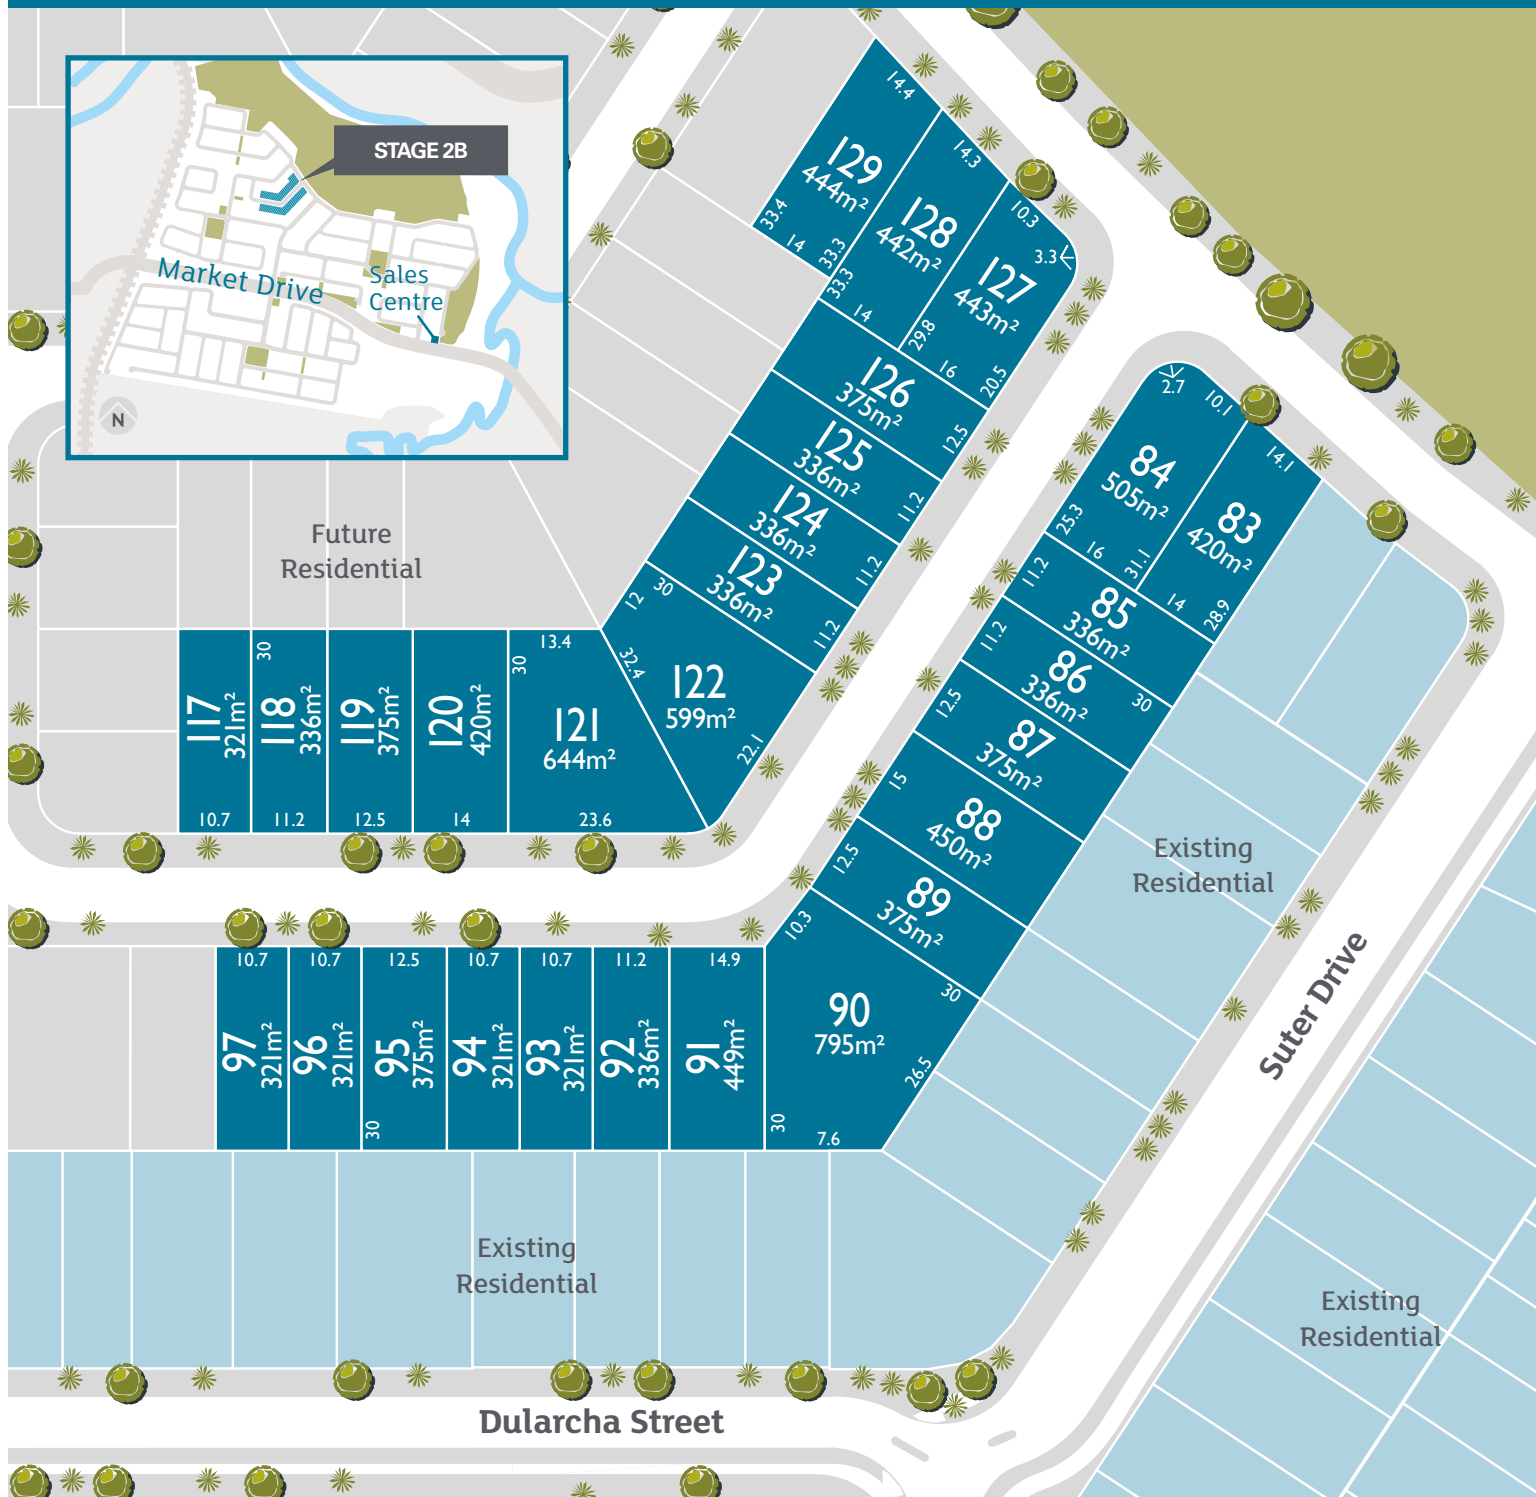 STAGE 2B
Market Drive
Sales
Centre
N
14.4
129
444m²
33.4
14
33.3
14.3
128
442m²
33.3
14
10.3
3.3
127
443m²
29.8
16
20.5
126
375m²
12.5
125
336m²
11.2
124
336m²
11.2
123
336m²
30
11.2
12
32.4
122
599m²
22.1
Future
Residential
117
321m²
10.7
30
118
336m²
11.2
119
375m²
12.5
120
420m²
14
30
13.4
121
644m²
23.6
2.7
10.1
84
505m²
25.3
16
14.1
83
420m²
31.1
14
28.9
11.2
85
336m²
11.2
86
336m²
30
12.5
87
375m²
15
88
450m²
12.5
89
375m²
10.3
30
90
795m²
26.5
30
7.6
10.7
97
321m²
10.7
96
321m²
12.5
95
375m²
30
10.7
94
321m²
10.7
93
321m²
11.2
92
336m²
14.9
91
449m²
Existing
Residential
Suter Drive
Existing
Residential
Existing
Residential
Dularcha Street